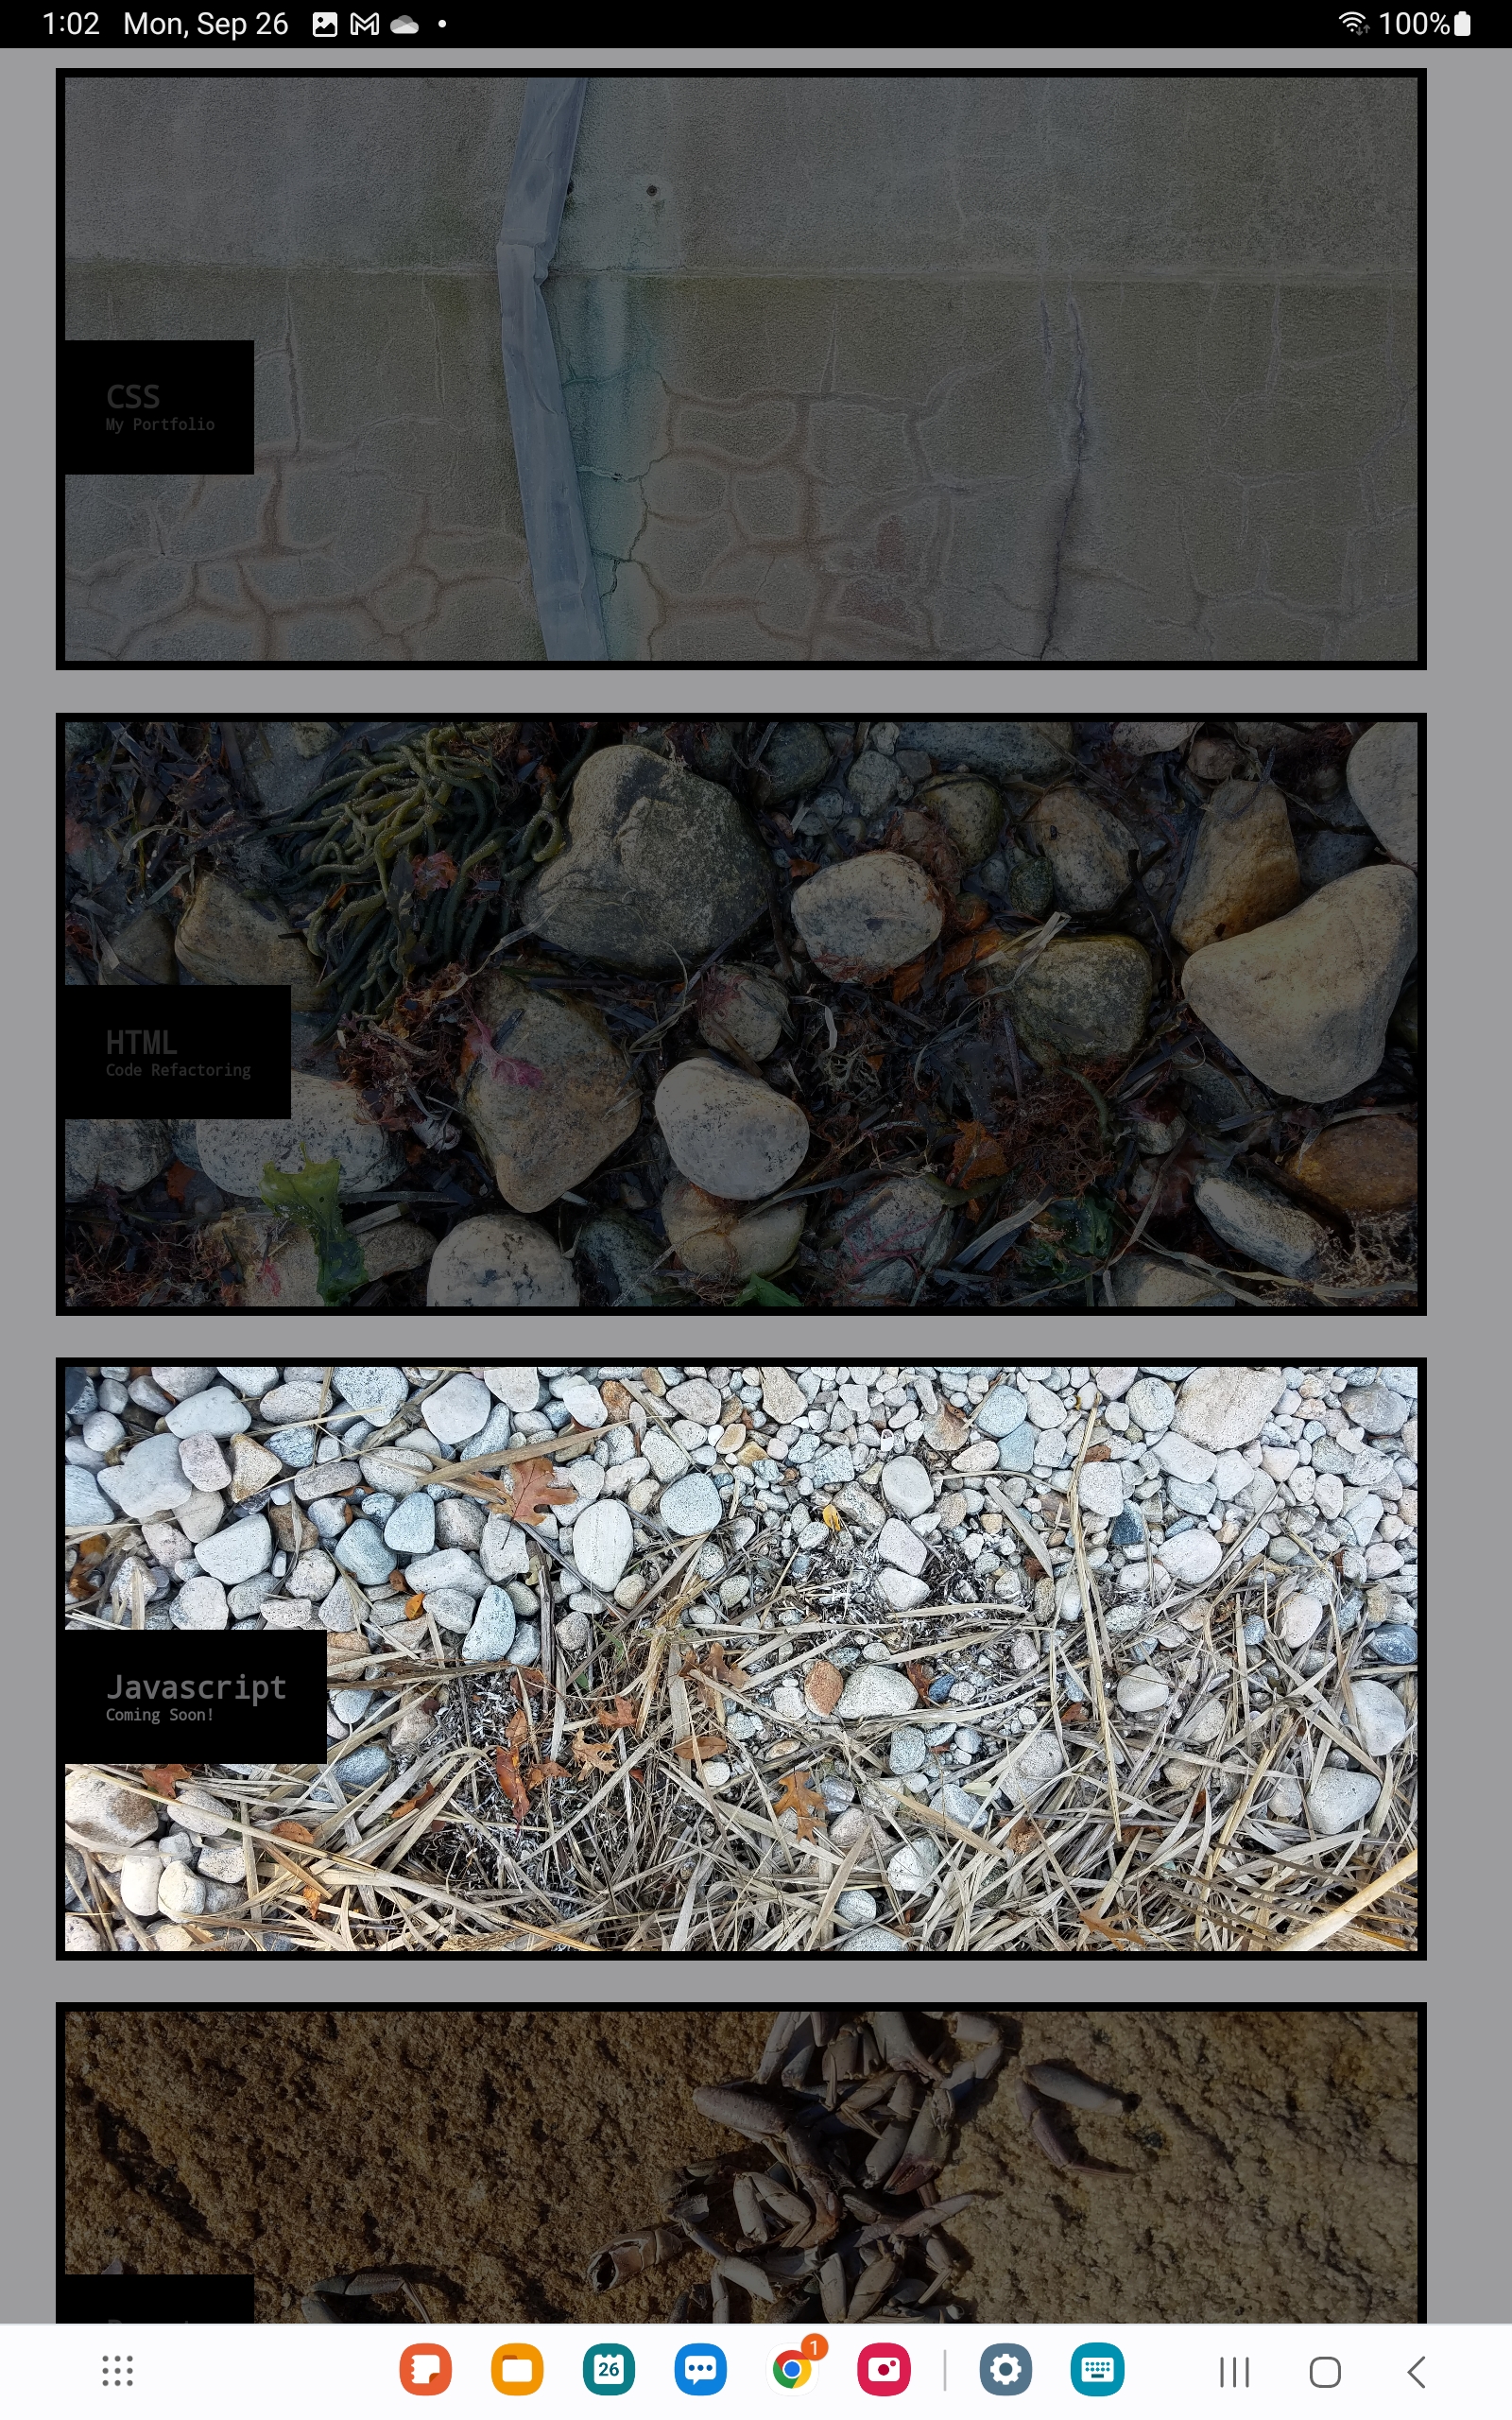 1:02 Mon, Sep 26 100%
CSS
My Portfolio
HTML
Code Refactoring
Javascript
Coming Soon!
26
1